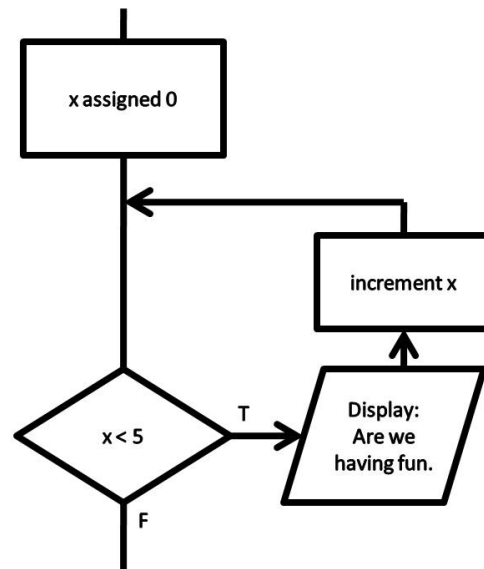 x assigned 0
increment x
x < 5
T
Display:
Are we
having fun.
F